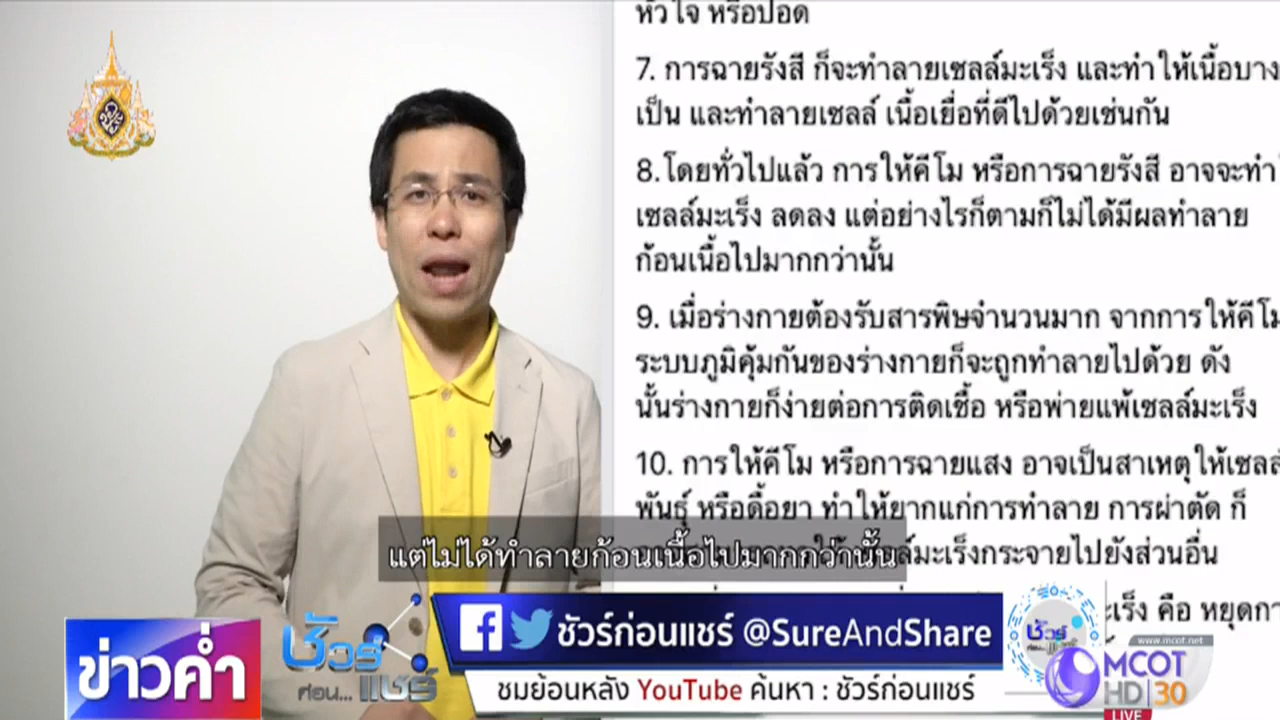 หัวใจ หรือปอด
7. การฉายรังสี ก็จะทำลายเซลล์มะเร็ง และทำให้เนื้อบาง
เป็น และทำลายเซลล์ เนื้อเยื่อที่ดีไปด้วยเช่นกัน
8.โดยทั่วไปแล้ว การให้คีโม หรือการฉายรังสี อาจจะทำ
เซลล์มะเร็ง ลดลง แต่อย่างไรก็ตามก็ไม่ได้มีผลทำลาย
ก้อนเนื้อไปมากกว่านั้น
9. เมื่อร่างกายต้องรับสารพิษจำนวนมาก จากการให้คีโม
ระบบภูมิคุ้มกันของร่างกายก็จะถูกทำลายไปด้วย ดัง
นั้นร่างกายก็ง่ายต่อการติดเชื้อ หรือพ่ายแพ้เซลล์มะเร็ง
10. การให้คีโม หรือการฉายแสง อาจเป็นสาเหตุให้เซลล์
พันธุ์ หรือดื้อยา ทำให้ยากแก่การทำลาย การผ่าตัด ก็
ล์มะเร็งกระจายไปยังส่วนอื่น
แต่ไม่ได้ทำลายก้อนเนื้อไปมากกว่านั้น
ะเร็ง คือ หยุดกา
ข่าวค่ำ
ชัวร์ ก่อน... แชร์
ชัวร์ก่อนแชร์ @SureAndShare
ชมย้อนหลัง YouTube ค้นหา : ชัวร์ก่อนแชร์
ชัวร์
www.mcot.net
MCOT
HD 30
LIVE